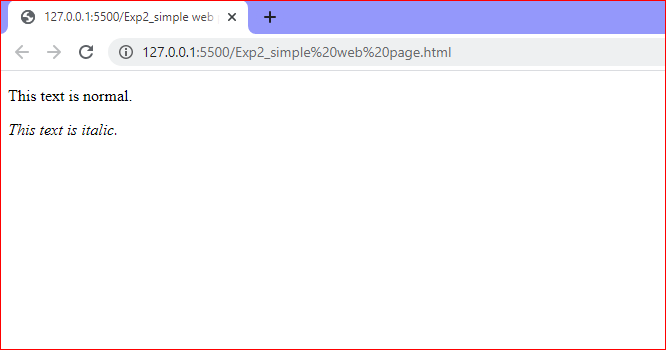 127.0.0.1:5500/Exp2_simple web
127.0.0.1:5500/Exp2_simple%20web%20page.html
This text is normal.
This text is italic.